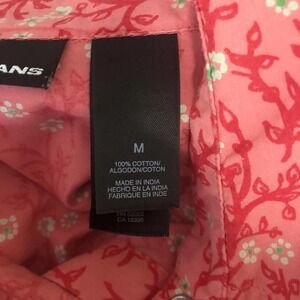 ANS
M
100% COTTON/
ALGODON/COTON
MADE IN INDIA
HECHO EN LA INDIA
FABRIQUE EN INDE